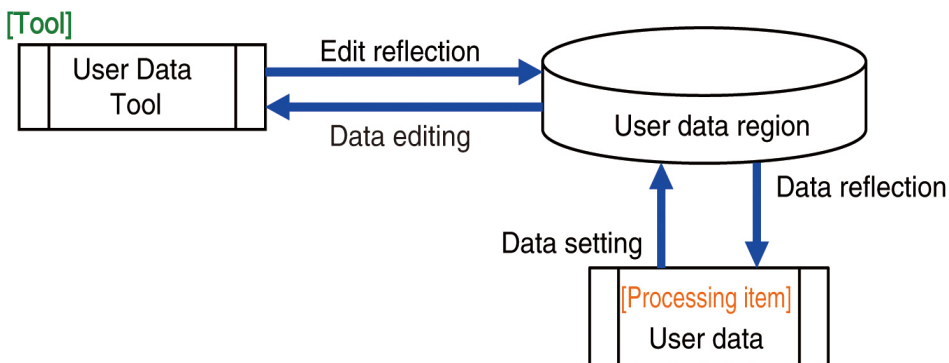 [Tool]
User Data
Tool
Edit reflection
Data editing
User data region
Data reflection
Data setting
[Processing item]
User data